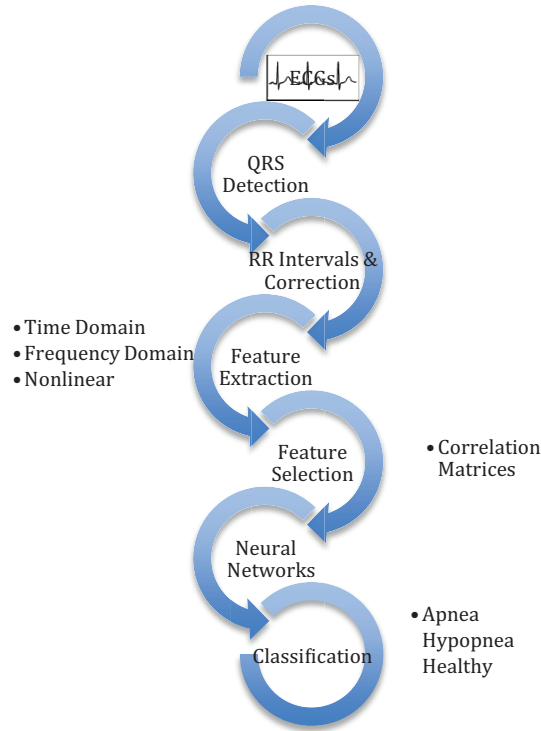 ECGs
QRS
Detection
RR Intervals &
Correction
• Time Domain
• Frequency Domain
• Nonlinear
Feature
Extraction
Feature
Selection
• Correlation
Matrices
Neural
Networks
Classification
• Apnea
Hypopnea
Healthy